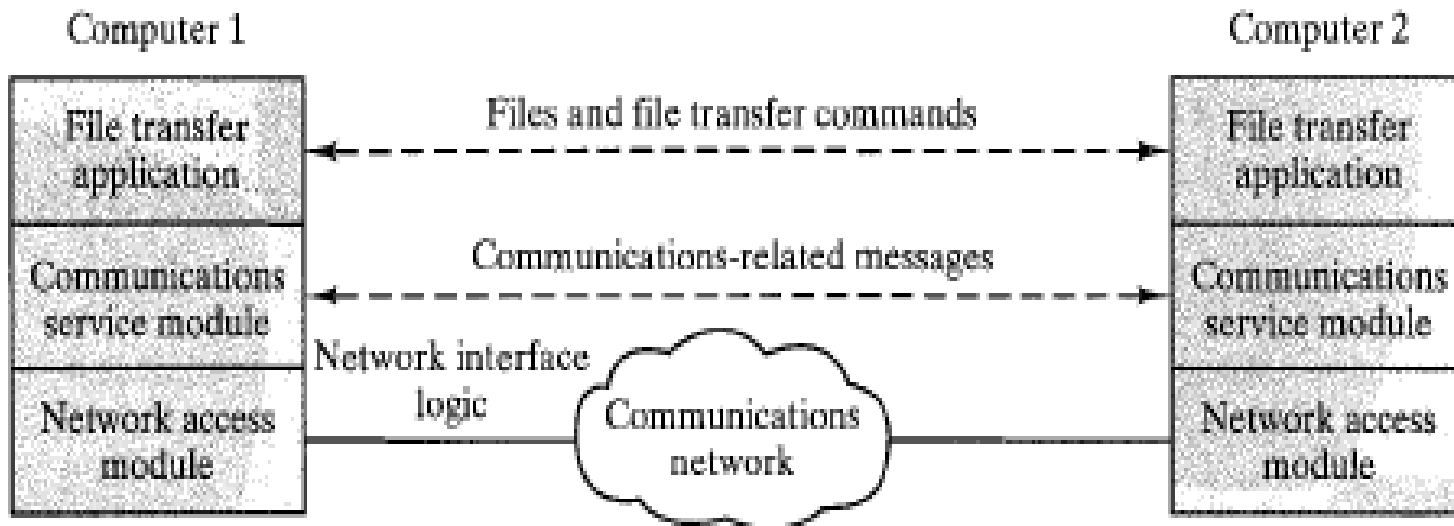 Computer 1
Computer 2
File transfer
application
Files and file transfer commands
File transfer
application
Communications
service module
Communications-related messages
Communications
service module
Network access
module
Network interface
logic
Communications
network
Network access
module